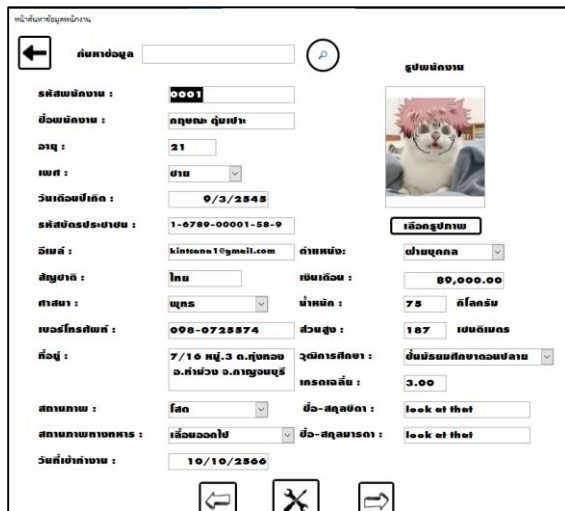 หน้าค้นหาข้อมูลพนักงาน
ค้นหาข้อมูล
รูปพนักงาน
รหัสพนักงาน : 0001
ชื่อพนักงาน : กฤษณะ ตุ่มเปาะ
อายุ : 21
เพศ : ชาย
วันเดือนปีเกิด : 9/3/2545
รหัสบัตรประชาชน : 1-6789-00001-58-9 เลือกรูปภาพ
อีเมล์ : kintsana1@gmail.com ตำแหน่ง: ฝ่ายบุคคล
สัญชาติ : ไทย เงินเดือน : 89,000.00
ศาสนา : พุทธ น้ำหนัก : 75 กิโลกรัม
เบอร์โทรศัพท์ : 098-0725574 ส่วนสูง : 187 เซนติเมตร
ที่อยู่ : 7/16 หมู่.3 ต.ทุ่งทอง วุฒิการศึกษา : ชั้นมัธยมศึกษาตอนปลาย
อ.ท่าม่วง จ.กาญจนบุรี เกรดเฉลี่ย : 3.00
สถานภาพ : โสด ชื่อ-สกุลบิดา : look at that
สถานภาพทางทหาร : เลื่อนออกไป ชื่อ-สกุลมารดา : look at that
วันที่เข้าทำงาน : 10/10/2566